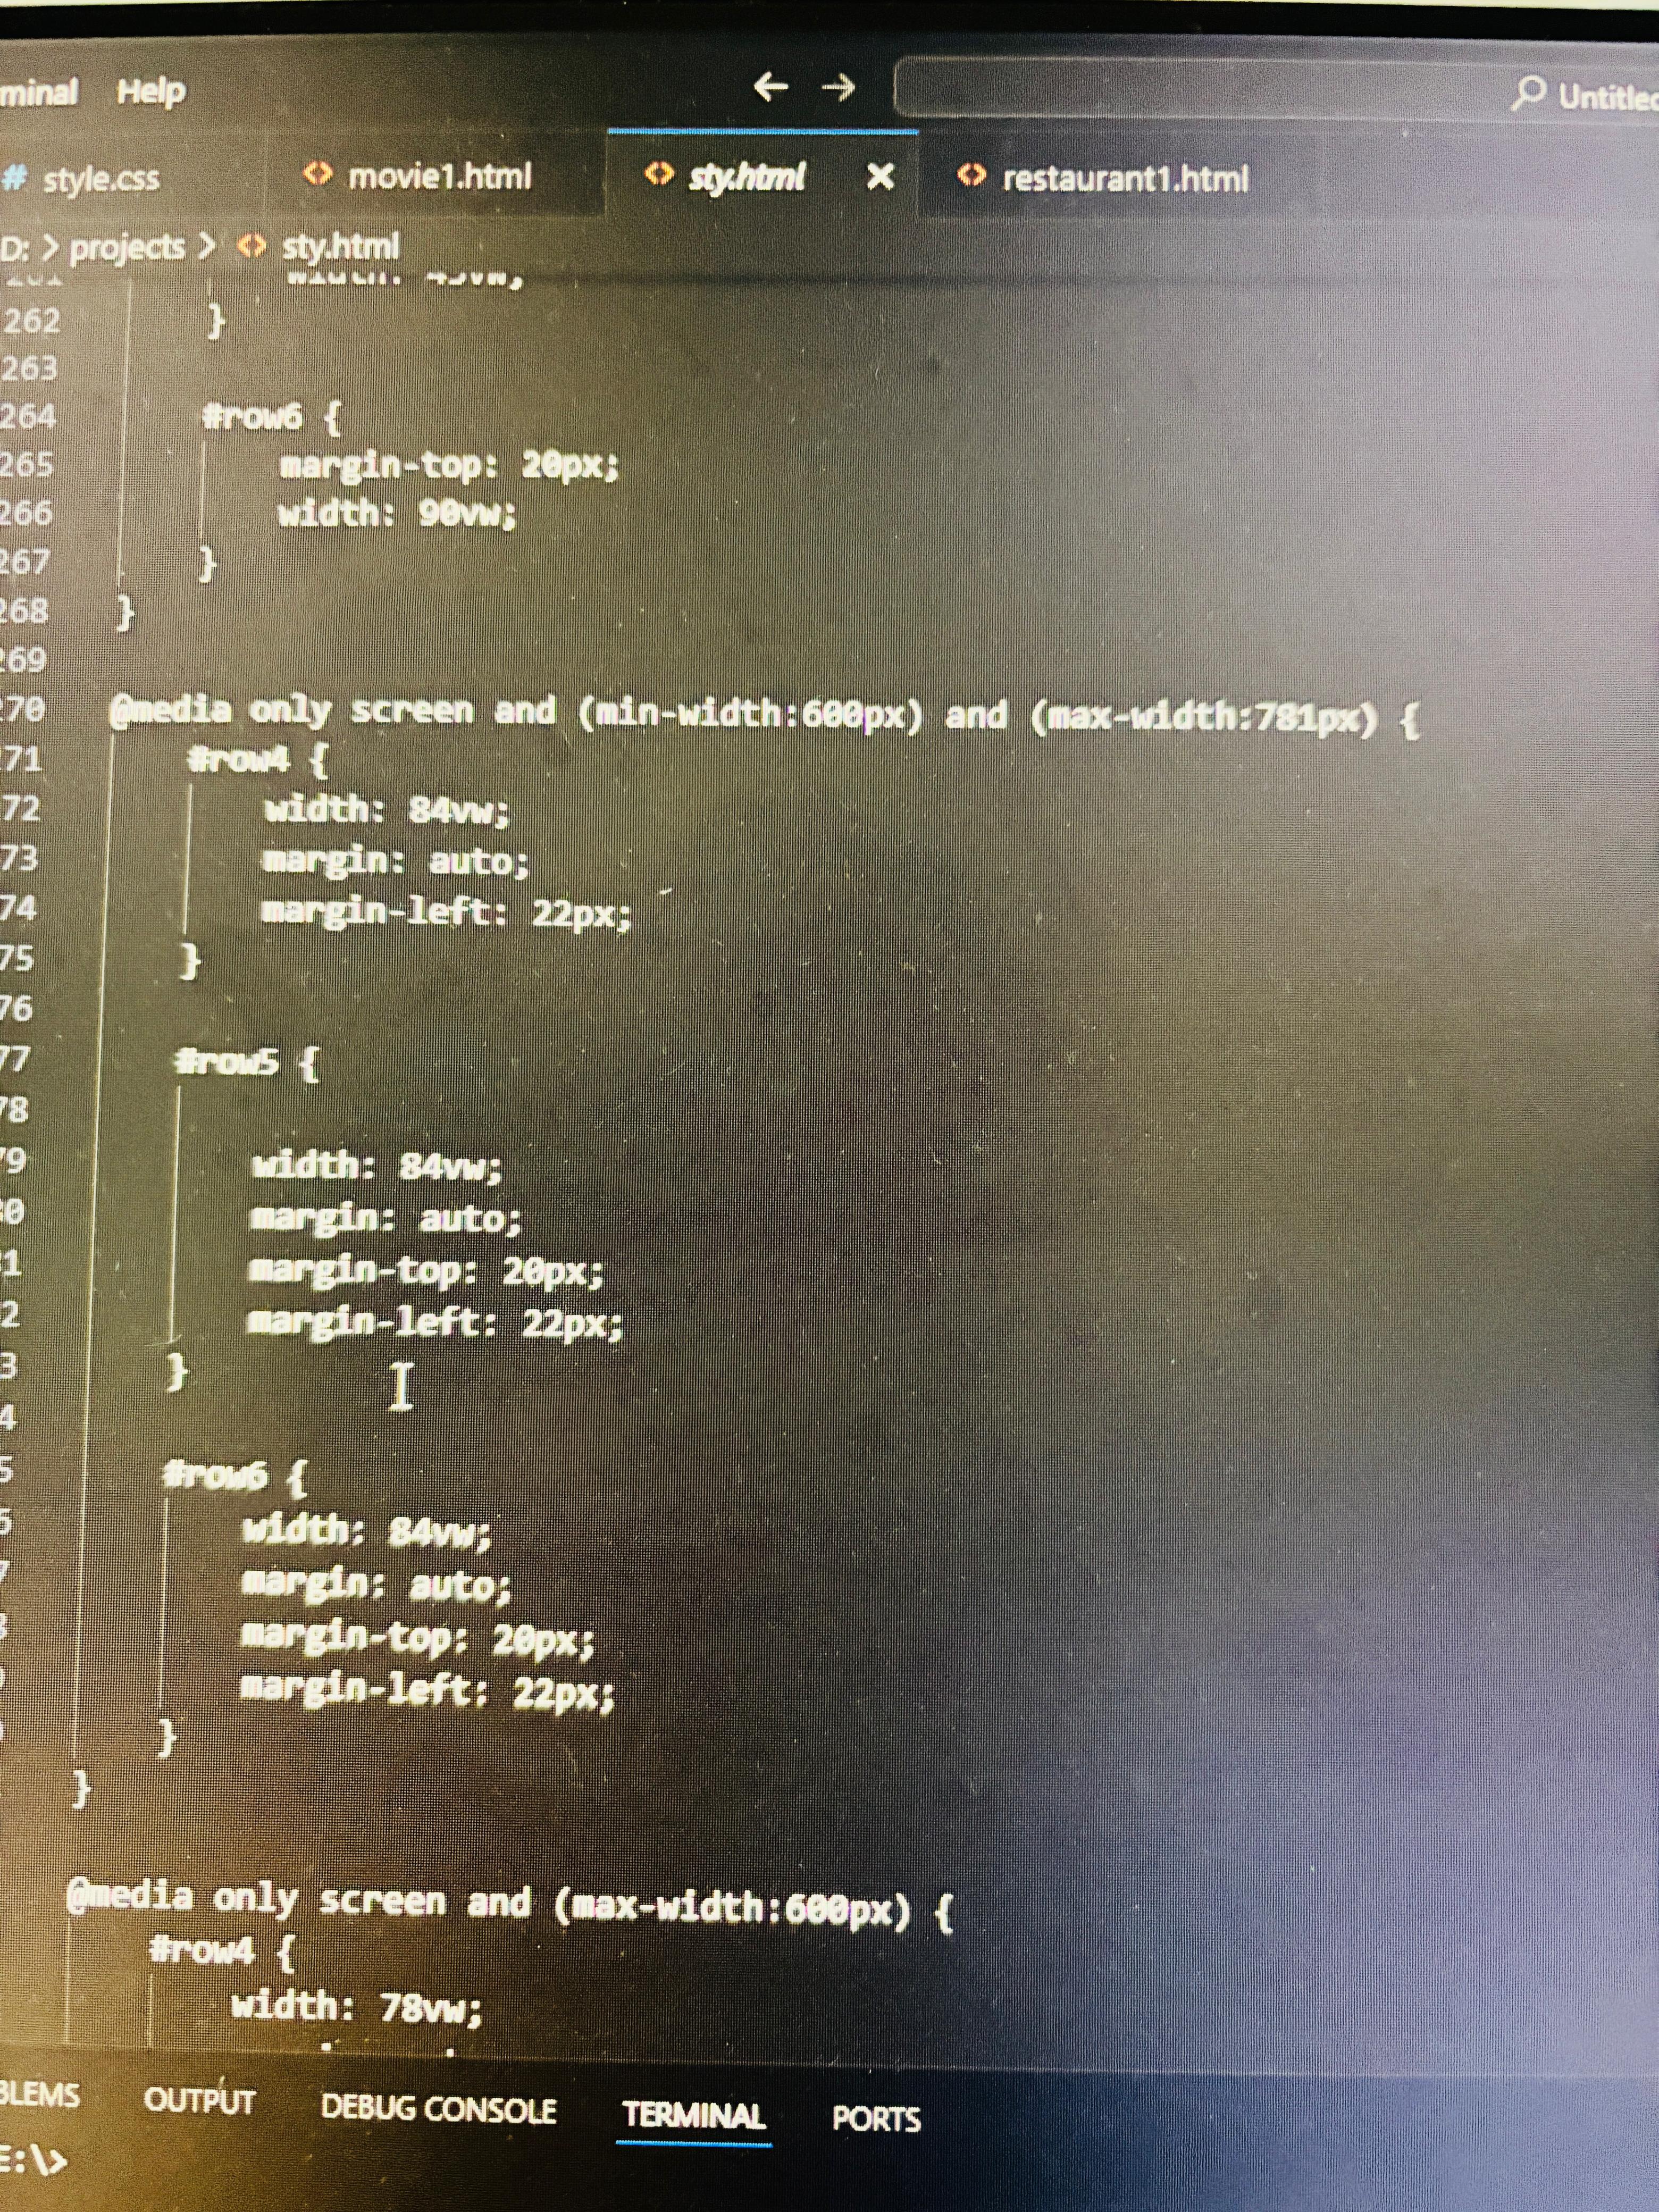 minal Help ← → Untitled
# style.css <> movie1.html <> sty.html × <> restaurant1.html
D: > projects > <> sty.html
width: 45vw;
262 }
263
264 #row6 {
265 margin-top: 20px;
266 width: 90vw;
267 }
268 }
269
270 @media only screen and (min-width:600px) and (max-width:781px) {
71 #row4 {
72 width: 84vw;
73 margin: auto;
74 margin-left: 22px;
75 }
76
77 #row5 {
78
79 width: 84vw;
80 margin: auto;
1 margin-top: 20px;
2 margin-left: 22px;
3 }
4
5 #row6 {
6 width: 84vw;
7 margin: auto;
8 margin-top: 20px;
margin-left: 22px;
}
}
@media only screen and (max-width:600px) {
#row4 {
width: 78vw;
BLEMS OUTPUT DEBUG CONSOLE TERMINAL PORTS
E:\>